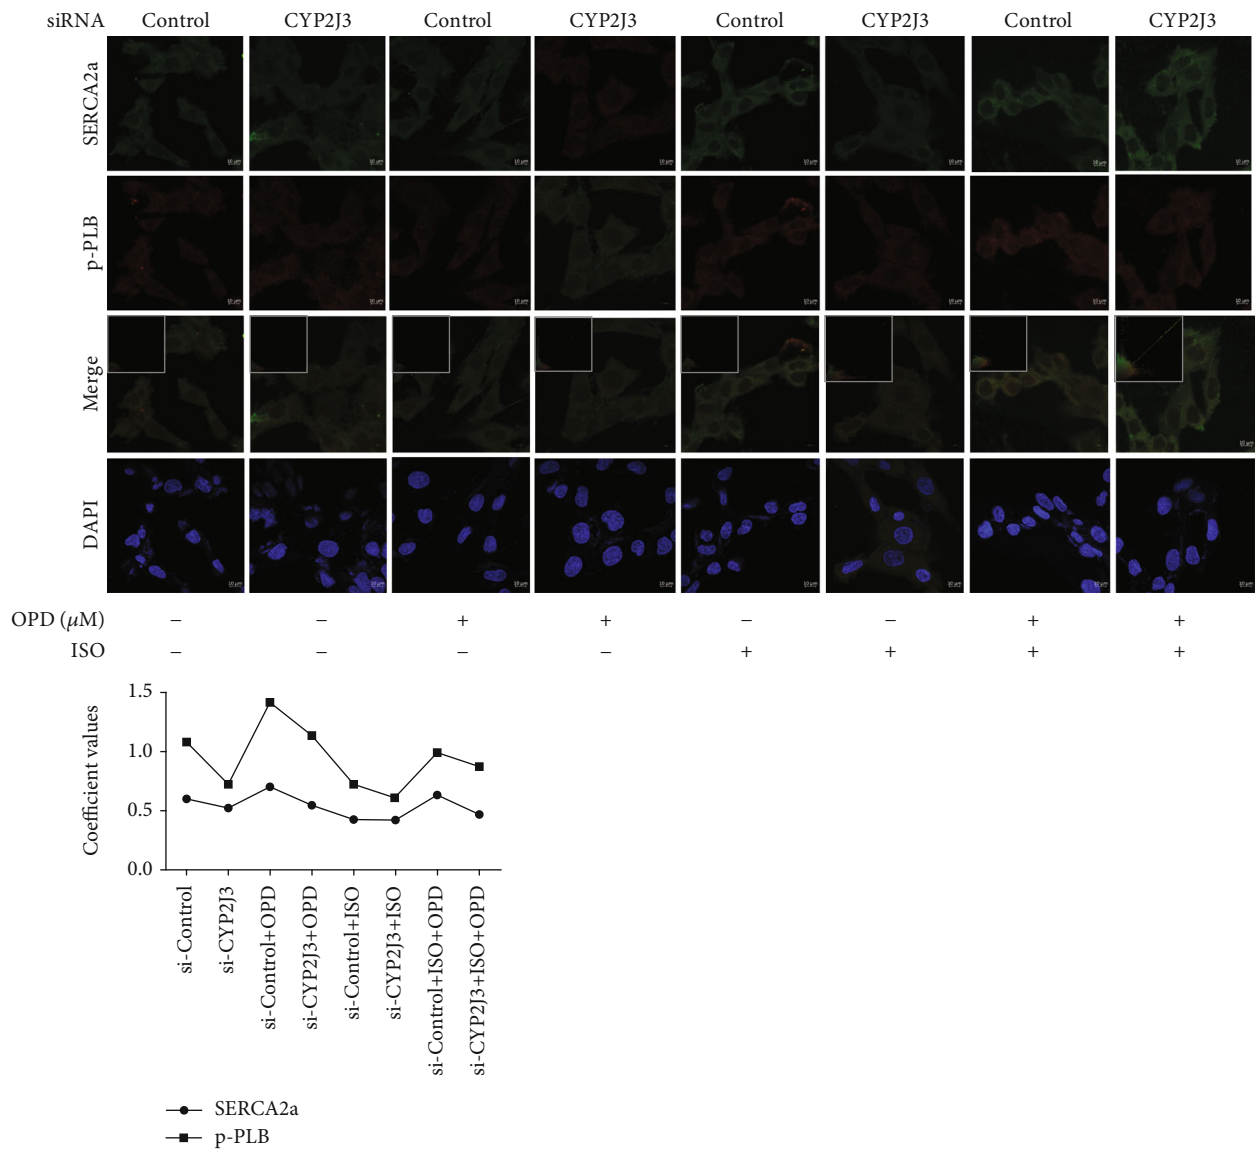 siRNA Control CYP2J3 Control CYP2J3 Control CYP2J3 Control CYP2J3
SERCA2a
p-PLB
Merge
DAPI
OPD (μM) – – + + – – + +
ISO – – – – + + + +
Coefficient values
1.5
1.0
0.5
0.0
si-Control
si-CYP2J3
si-Control+OPD
si-CYP2J3+OPD
si-Control+ISO
si-CYP2J3+ISO
si-Control+ISO+OPD
si-CYP2J3+ISO+OPD
SERCA2a
p-PLB